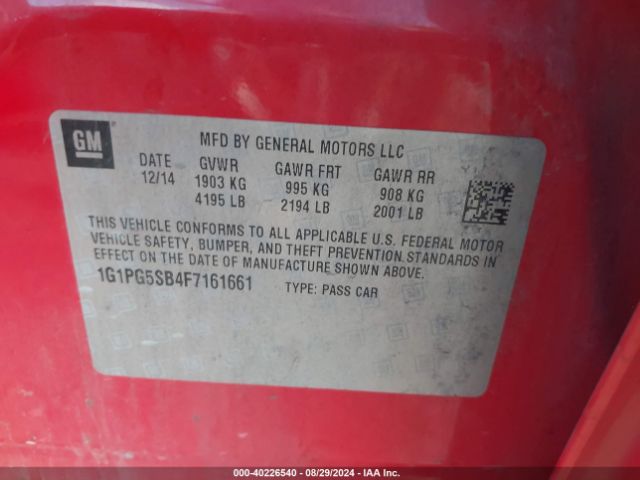 GM
MFD BY GENERAL MOTORS LLC
DATE GVWR GAWR FRT GAWR RR
12/14 1903 KG 995 KG 908 KG
4195 LB 2194 LB 2001 LB
THIS VEHICLE CONFORMS TO ALL APPLICABLE U.S. FEDERAL MOTOR
VEHICLE SAFETY, BUMPER, AND THEFT PREVENTION STANDARDS IN
EFFECT ON THE DATE OF MANUFACTURE SHOWN ABOVE.
1G1PG5SB4F7161661 TYPE: PASS CAR
000-40226540 - 08/29/2024 - IAA Inc.